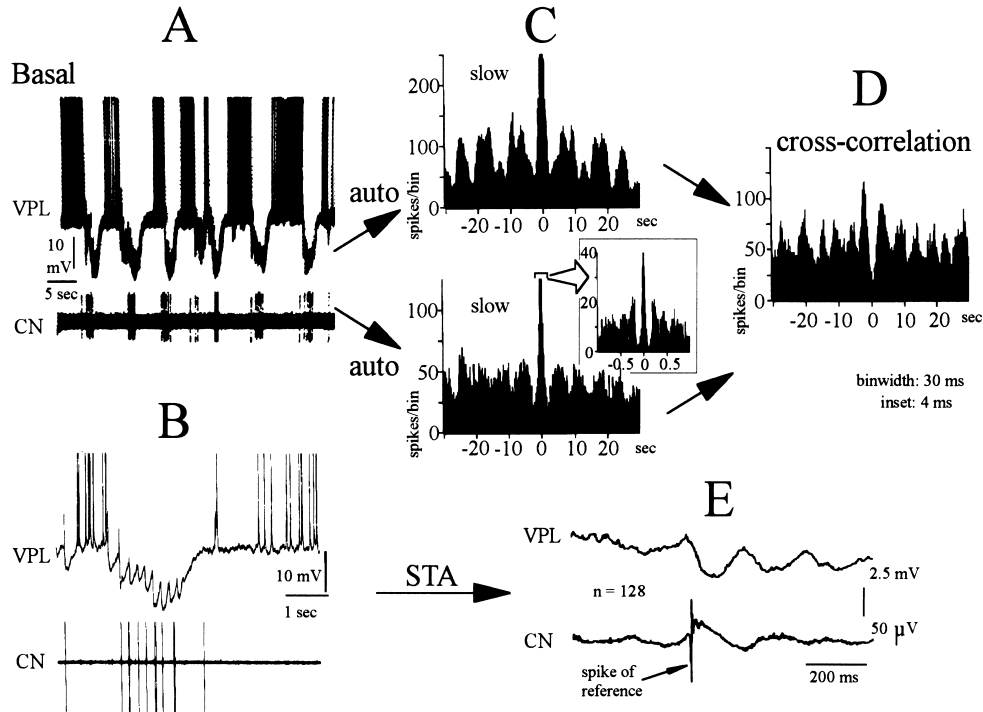 A
Basal
VPL
10
mV
5 sec
CN
B
VPL
10 mV
1 sec
CN
auto
auto
C
slow
200
100
0
spikes/bin
-20 -10 0 10 20 sec
slow
100
50
0
spikes/bin
-20 -10 0 10 20 sec
40
20
0
-0.5 0 0.5
D
cross-correlation
100
50
0
spikes/bin
-20 -10 0 10 20 sec
binwidth: 30 ms
inset: 4 ms
STA
E
VPL
2.5 mV
n = 128
50 µV
CN
spike of
reference
200 ms